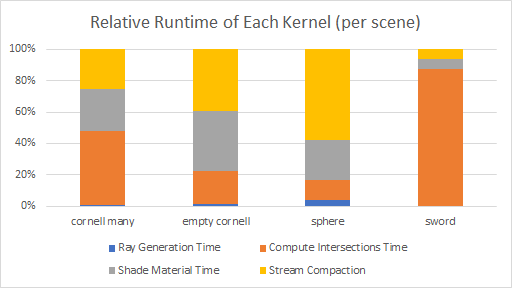 Relative Runtime of Each Kernel (per scene)
100%
80%
60%
40%
20%
0%
cornell many empty cornell sphere sword
Ray Generation Time Compute Intersections Time
Shade Material Time Stream Compaction